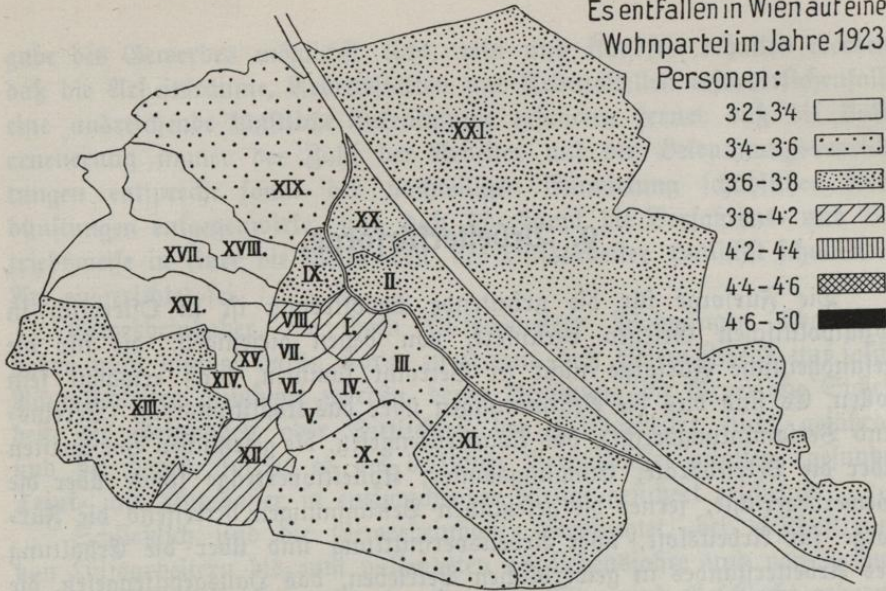 Es entfallen in Wien auf eine
Wohnpartei im Jahre 1923
Personen:
3·2-3·4
3·4-3·6
3·6-3·8
3·8-4·2
4·2-4·4
4·4-4·6
4·6-5·0
XXI.
XIX.
XX
XVIII.
XVII.
IX
II
XVI.
VIII.
I.
XV.
VII.
III.
XIV.
VI.
IV.
XIII.
V.
XII.
X.
XI.